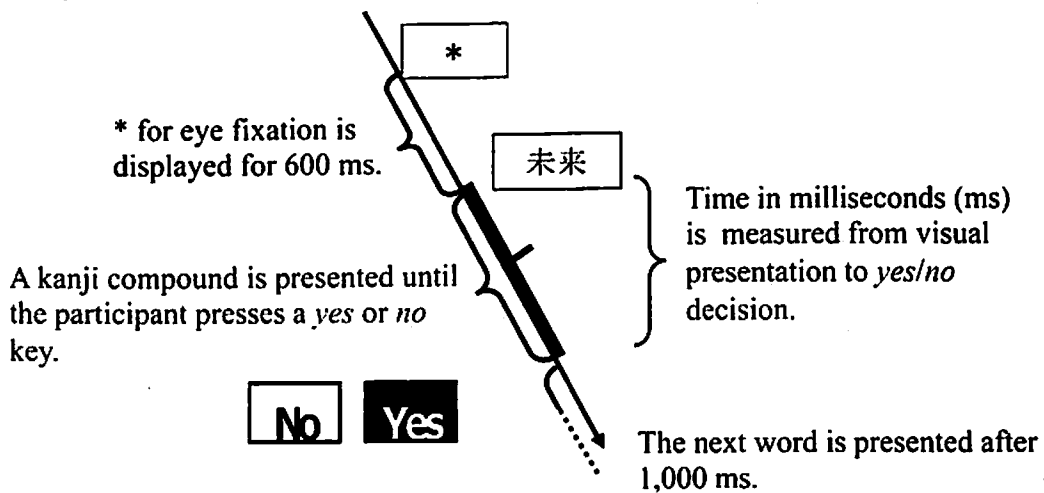 *
* for eye fixation is
displayed for 600 ms.
未来
Time in milliseconds (ms)
is measured from visual
presentation to yes/no
decision.
A kanji compound is presented until
the participant presses a yes or no
key.
No
Yes
The next word is presented after
1,000 ms.